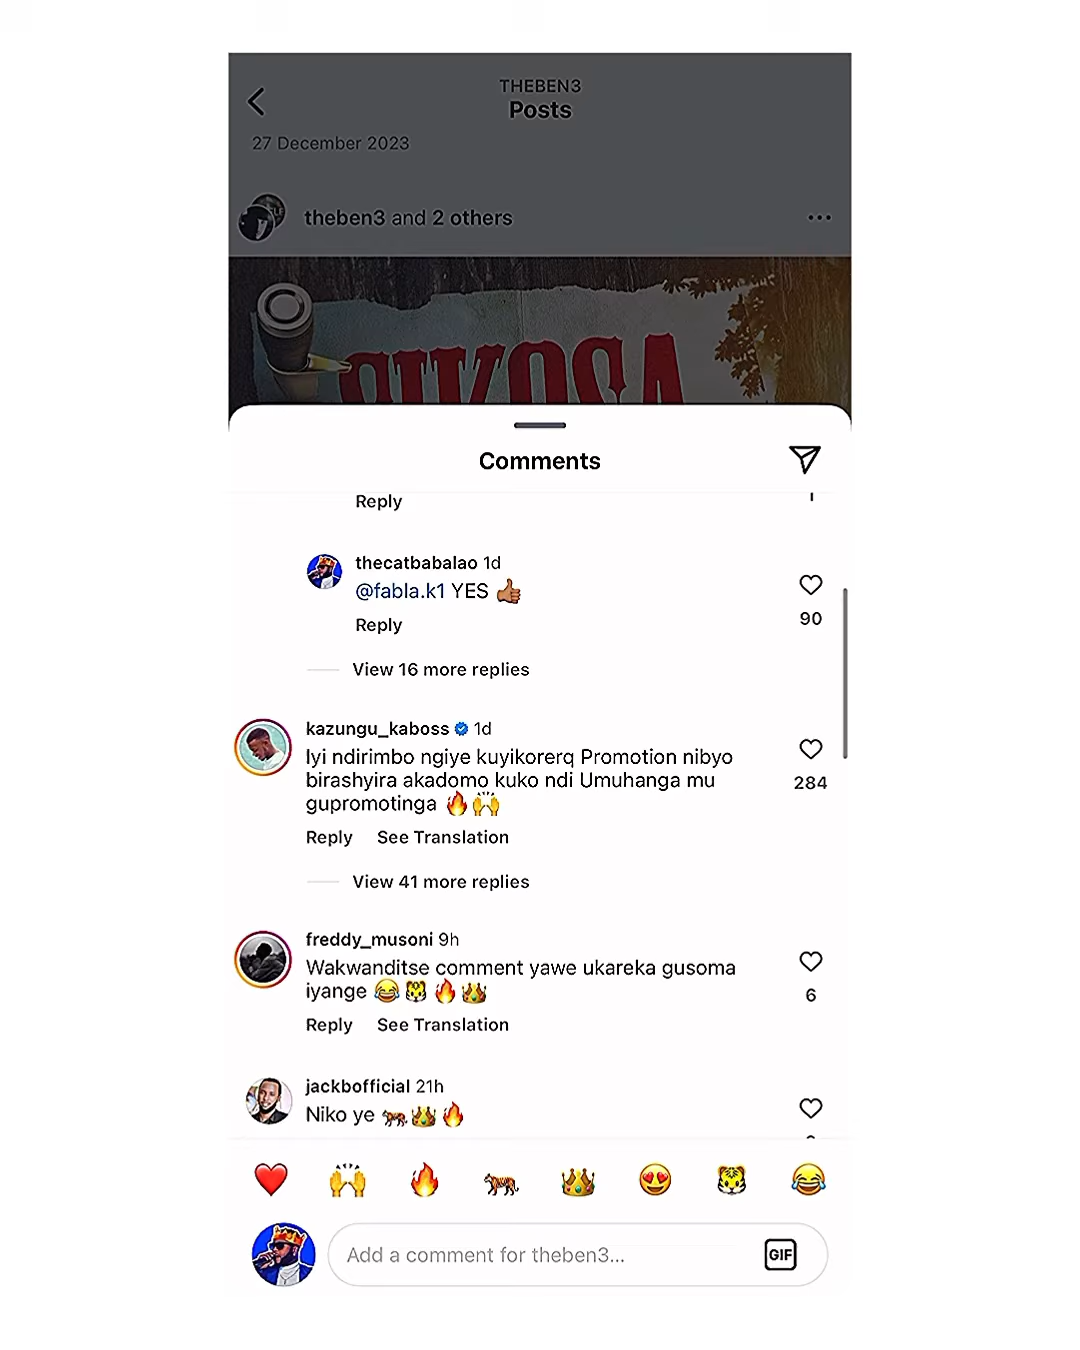 THEBEN3
Posts
27 December 2023
theben3 and 2 others
SIKOSA
Comments
Reply
thecatbabalao 1d
@fabla.k1 YES 👍🏽
90
Reply
View 16 more replies
kazungu_kaboss 1d
Iyi ndirimbo ngiye kuyikorerq Promotion nibyo
birashyira akadomo kuko ndi Umuhanga mu
gupromotinga 🔥🙌
284
Reply See Translation
View 41 more replies
freddy_musoni 9h
Wakwanditse comment yawe ukareka gusoma
iyange 😂🐯🔥👑
6
Reply See Translation
jackbofficial 21h
Niko ye 🐅👑🔥
Add a comment for theben3...
GIF